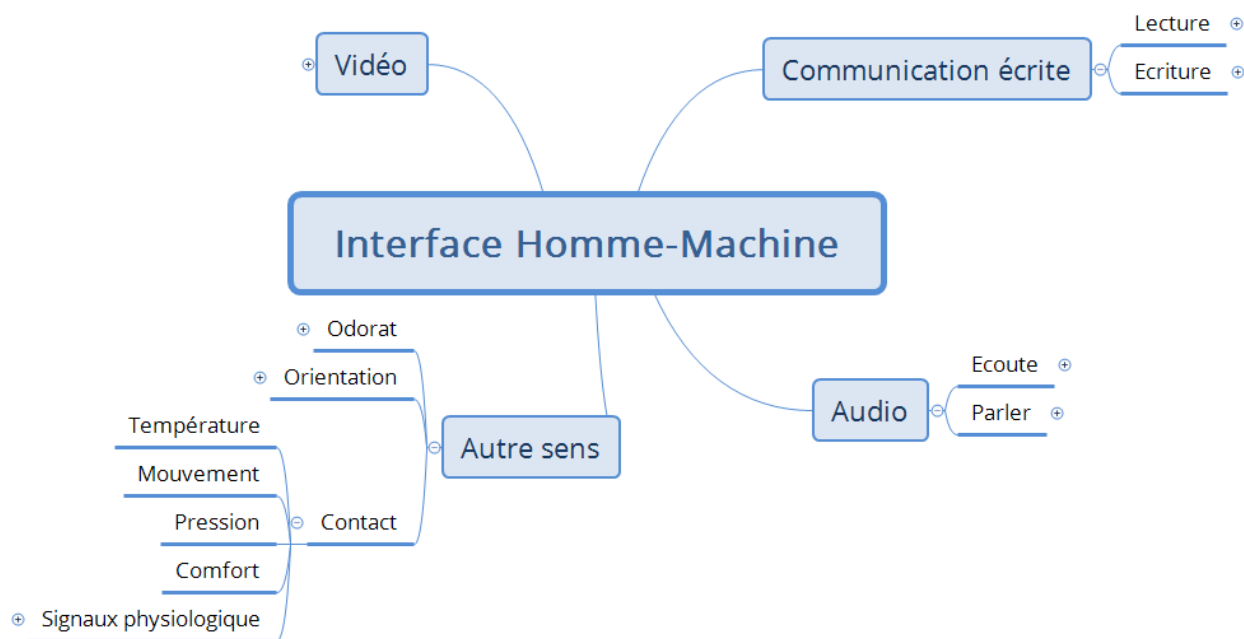 Vidéo
Communication écrite
Lecture
Ecriture
Interface Homme-Machine
Audio
Ecoute
Parler
Autre sens
Odorat
Orientation
Contact
Température
Mouvement
Pression
Comfort
Signaux physiologique